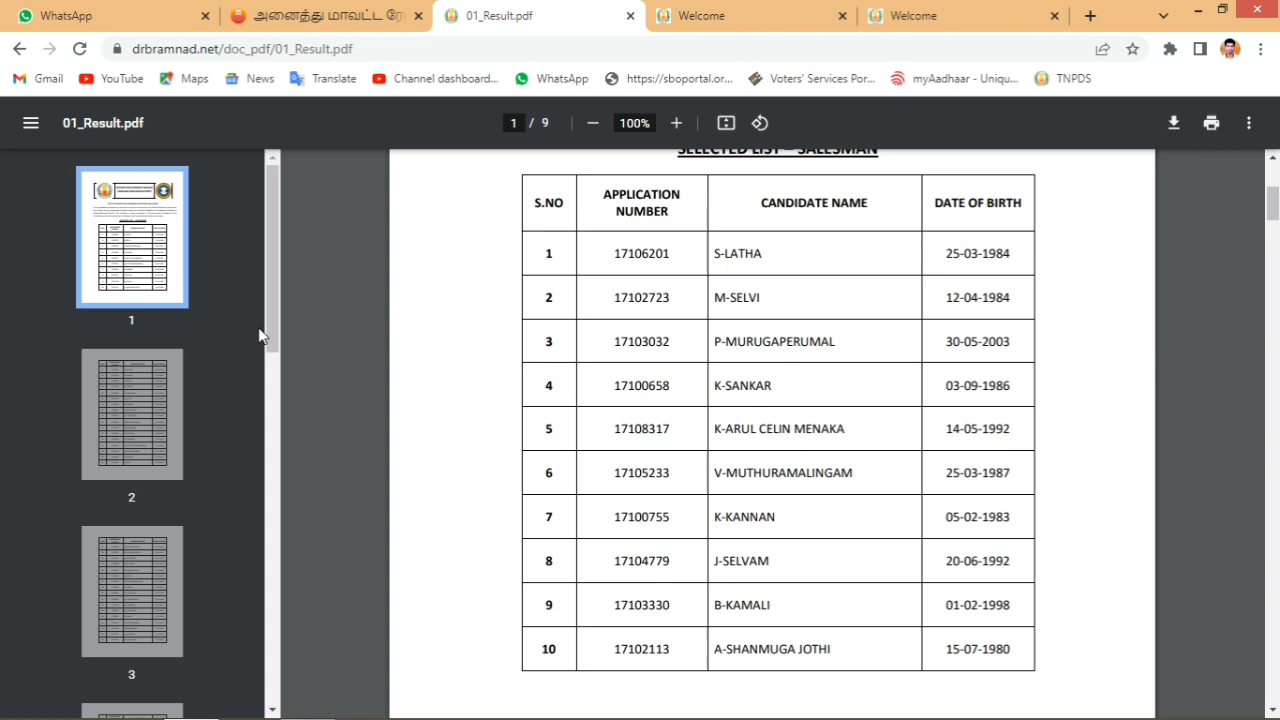 WhatsApp
அனைத்து மாவட்ட ரே
01_Result.pdf
Welcome
Welcome
drbramnad.net/doc_pdf/01_Result.pdf
Gmail YouTube Maps News Translate Channel dashboard... WhatsApp https://sboportal.or... Voters' Services Por... myAadhaar - Uniqu... TNPDS
01_Result.pdf 1 / 9 100%
SELECTED LIST – SALESMAN
S.NO APPLICATION NUMBER CANDIDATE NAME DATE OF BIRTH
1 17106201 S-LATHA 25-03-1984
2 17102723 M-SELVI 12-04-1984
3 17103032 P-MURUGAPERUMAL 30-05-2003
4 17100658 K-SANKAR 03-09-1986
5 17108317 K-ARUL CELIN MENAKA 14-05-1992
6 17105233 V-MUTHURAMALINGAM 25-03-1987
7 17100755 K-KANNAN 05-02-1983
8 17104779 J-SELVAM 20-06-1992
9 17103330 B-KAMALI 01-02-1998
10 17102113 A-SHANMUGA JOTHI 15-07-1980
1
2
3